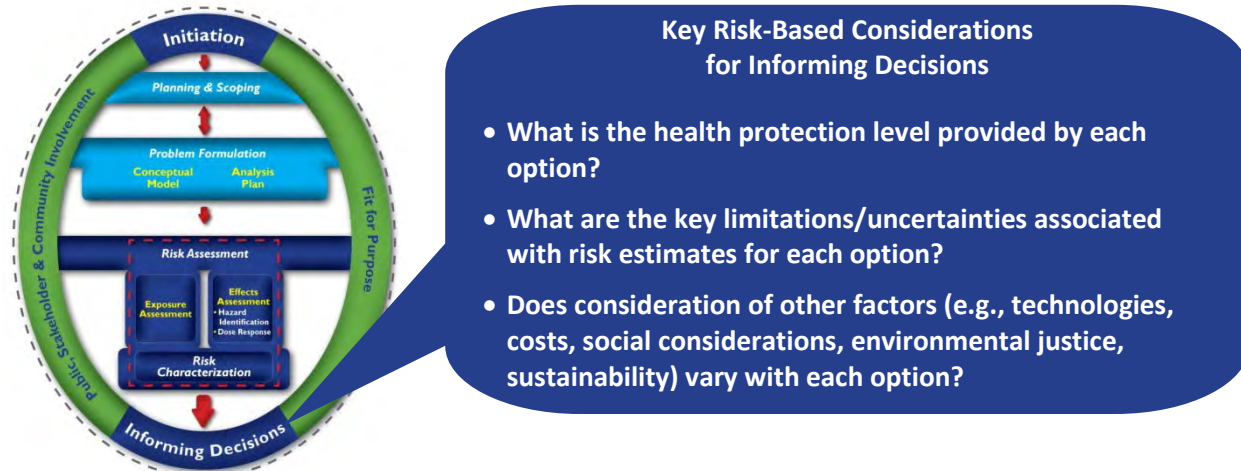 Initiation
Planning & Scoping
Problem Formulation
Conceptual
Model
Analysis
Plan
Public, Stakeholder & Community Involvement
Fit for Purpose
Risk Assessment
Exposure
Assessment
Effects
Assessment
• Hazard
Identification
• Dose Response
Risk
Characterization
Informing Decisions
Key Risk-Based Considerations
for Informing Decisions
• What is the health protection level provided by each
option?
• What are the key limitations/uncertainties associated
with risk estimates for each option?
• Does consideration of other factors (e.g., technologies,
costs, social considerations, environmental justice,
sustainability) vary with each option?